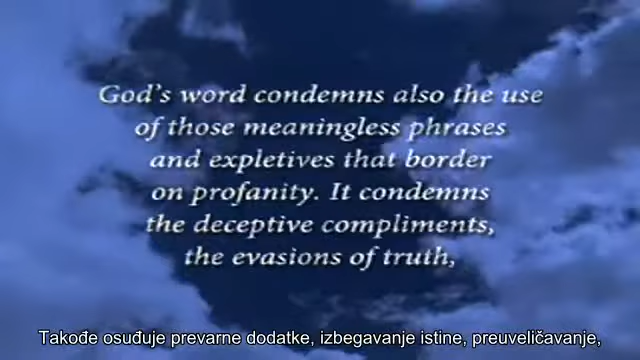 God's word condemns also the use
of those meaningless phrases
and expletives that border
on profanity. It condemns
the deceptive compliments,
the evasions of truth,
Takođe osuđuje prevarne dodatke, izbegavanje istine, preuveličavanje,